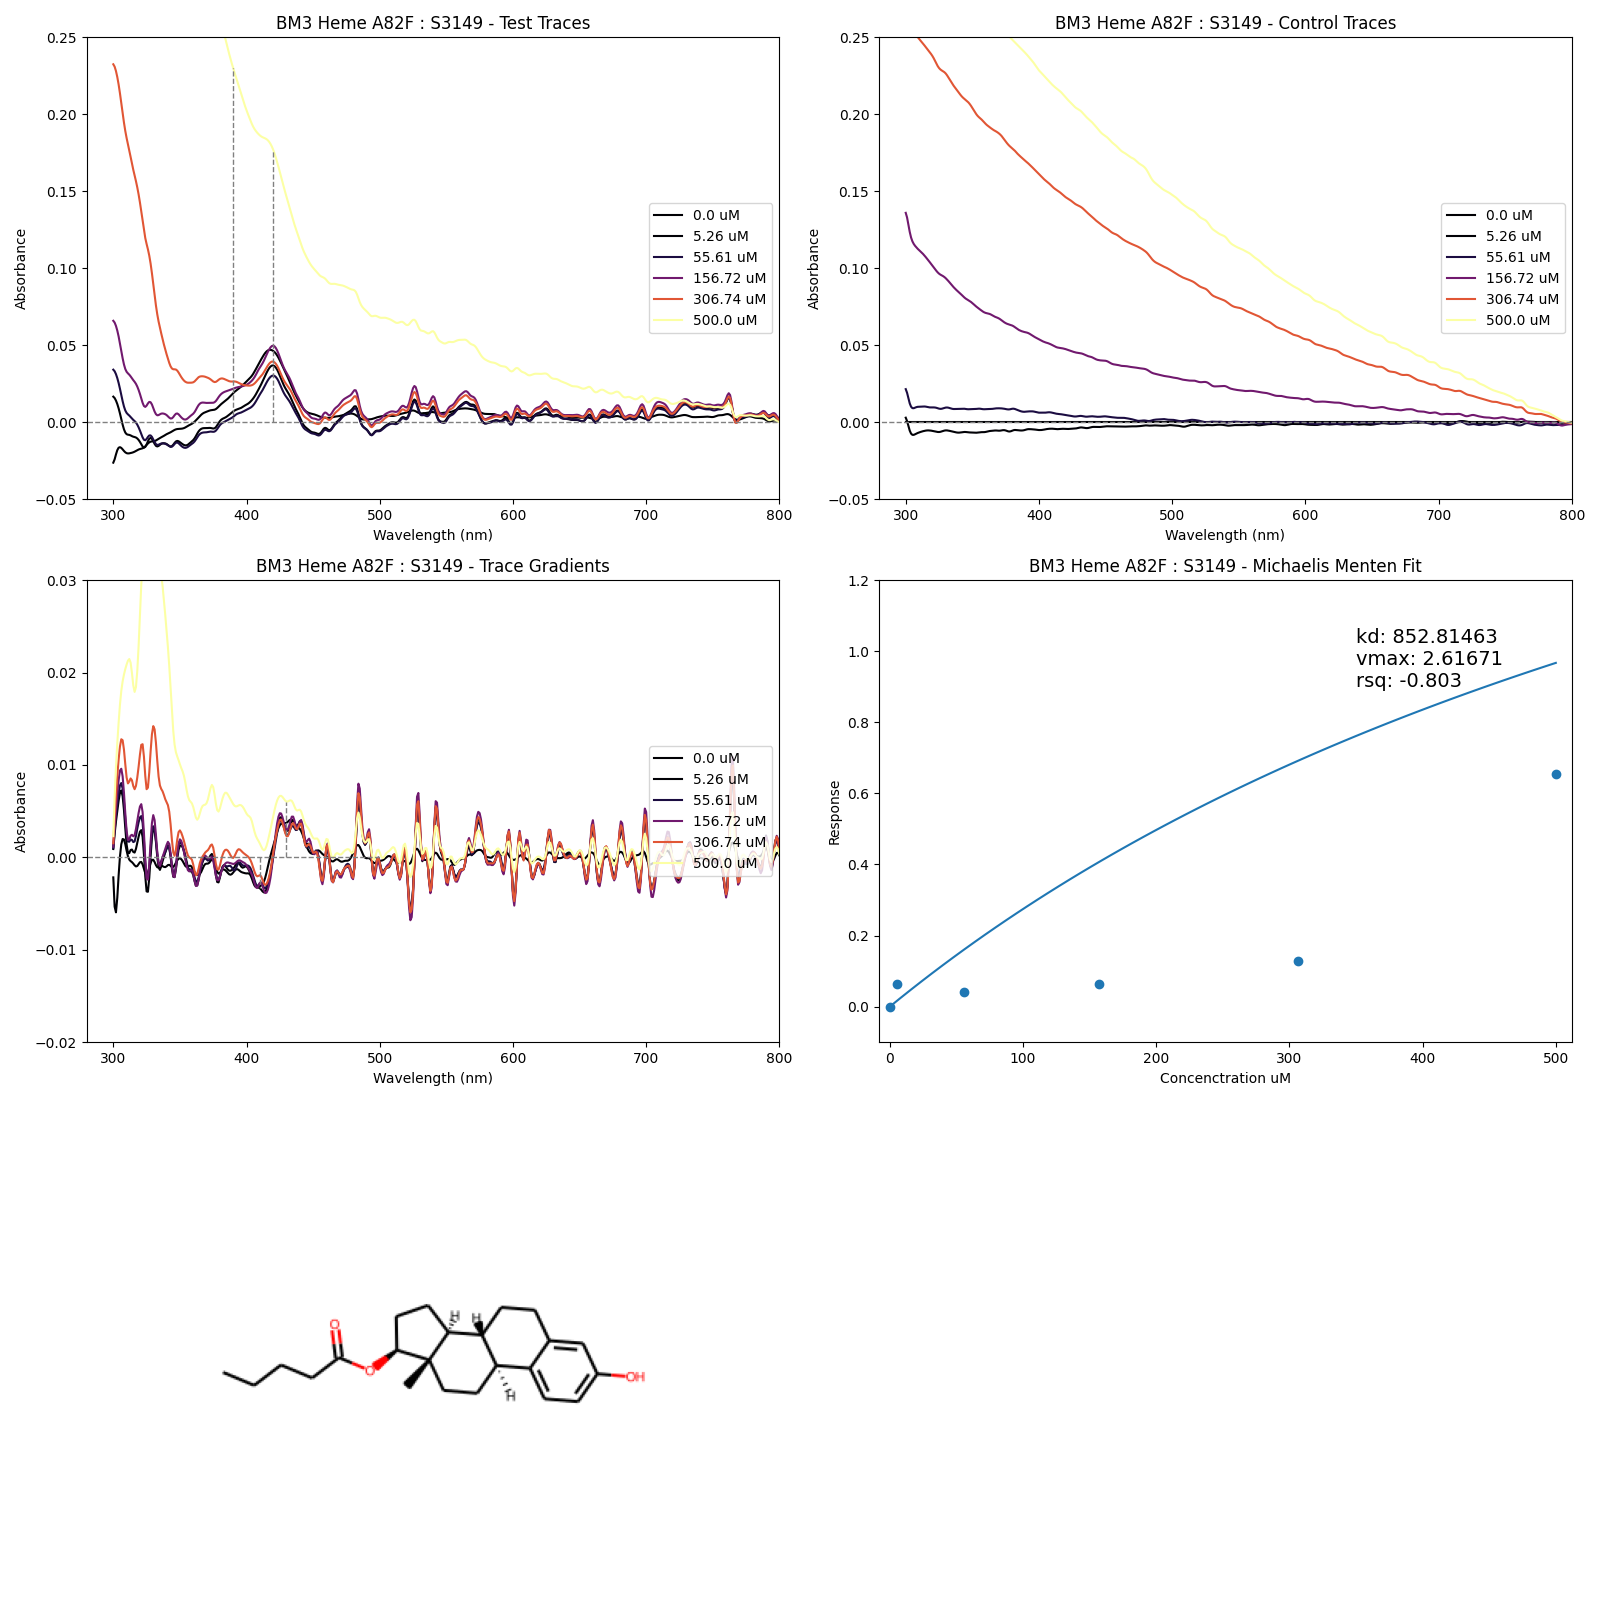 BM3 Heme A82F : S3149 - Test Traces
0.25
0.20
0.15
0.10
0.05
0.00
−0.05
Absorbance
300 400 500 600 700 800
Wavelength (nm)
0.0 uM
5.26 uM
55.61 uM
156.72 uM
306.74 uM
500.0 uM
BM3 Heme A82F : S3149 - Control Traces
0.25
0.20
0.15
0.10
0.05
0.00
−0.05
Absorbance
300 400 500 600 700 800
Wavelength (nm)
0.0 uM
5.26 uM
55.61 uM
156.72 uM
306.74 uM
500.0 uM
BM3 Heme A82F : S3149 - Trace Gradients
0.03
0.02
0.01
0.00
−0.01
−0.02
Absorbance
300 400 500 600 700 800
Wavelength (nm)
0.0 uM
5.26 uM
55.61 uM
156.72 uM
306.74 uM
500.0 uM
BM3 Heme A82F : S3149 - Michaelis Menten Fit
1.2
1.0
0.8
0.6
0.4
0.2
0.0
Response
kd: 852.81463
vmax: 2.61671
rsq: -0.803
0 100 200 300 400 500
Concenctration uM
O
O
H
H
H
OH